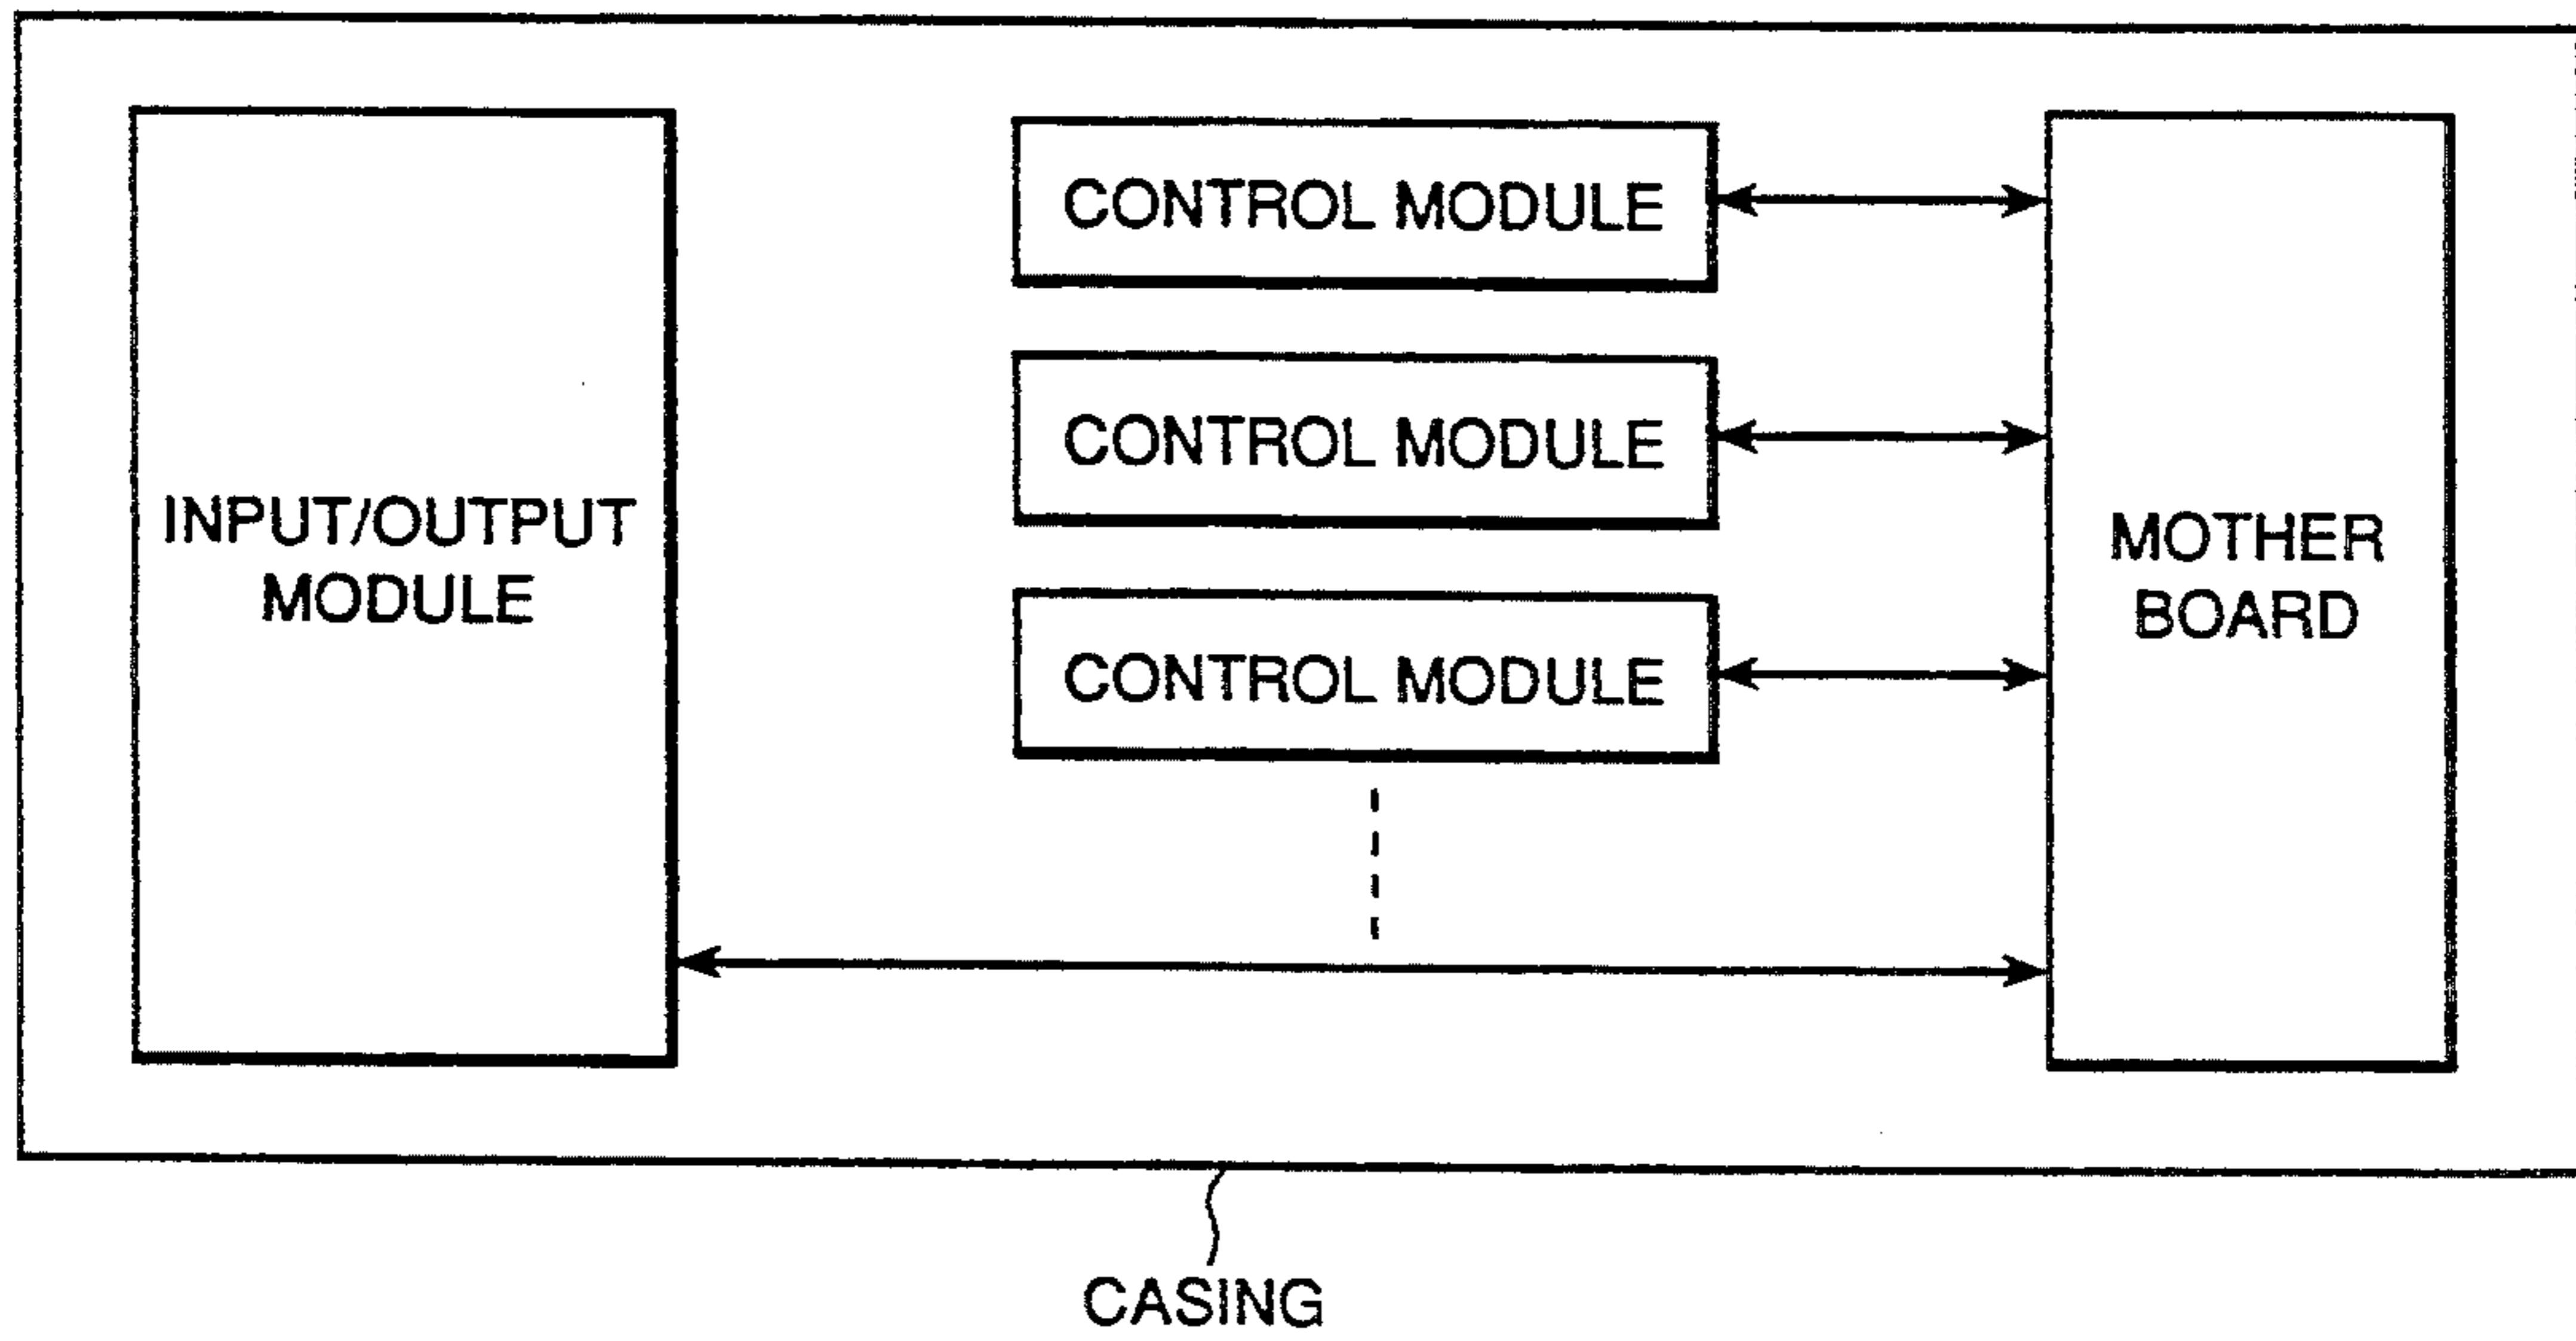 INPUT/OUTPUT
MODULE
CONTROL MODULE
CONTROL MODULE
CONTROL MODULE
MOTHER
BOARD
CASING